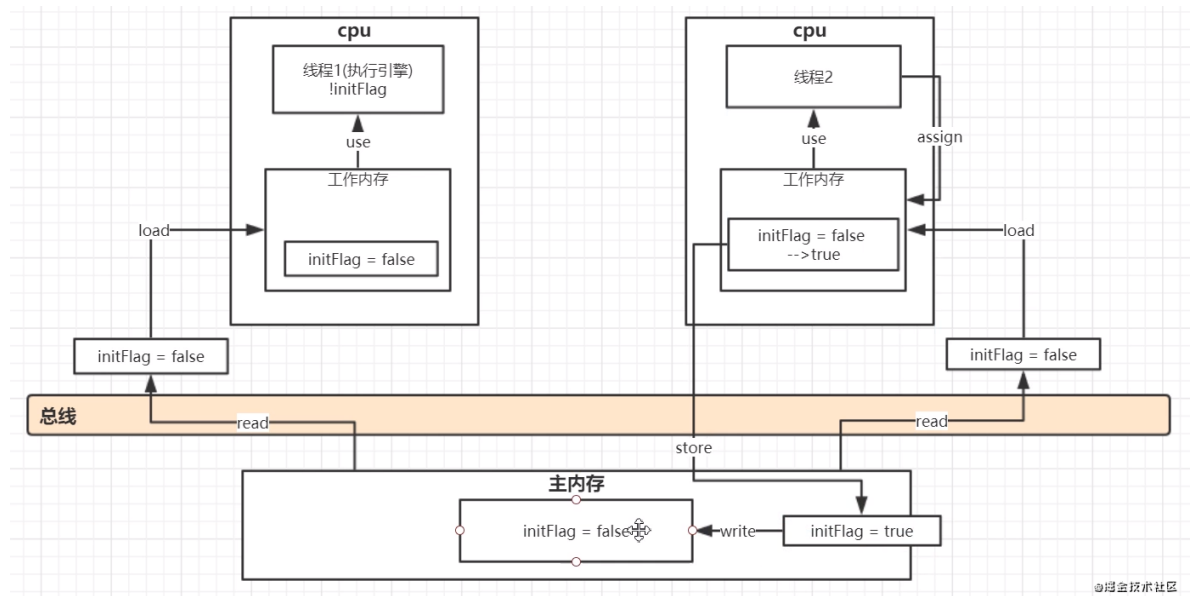 cpu
线程1(执行引擎)
!initFlag
use
工作内存
initFlag = false
load
initFlag = false
cpu
线程2
use
assign
工作内存
initFlag = false
-->true
load
initFlag = false
总线
read
read
store
主内存
initFlag = false
write
initFlag = true
@掘金技术社区